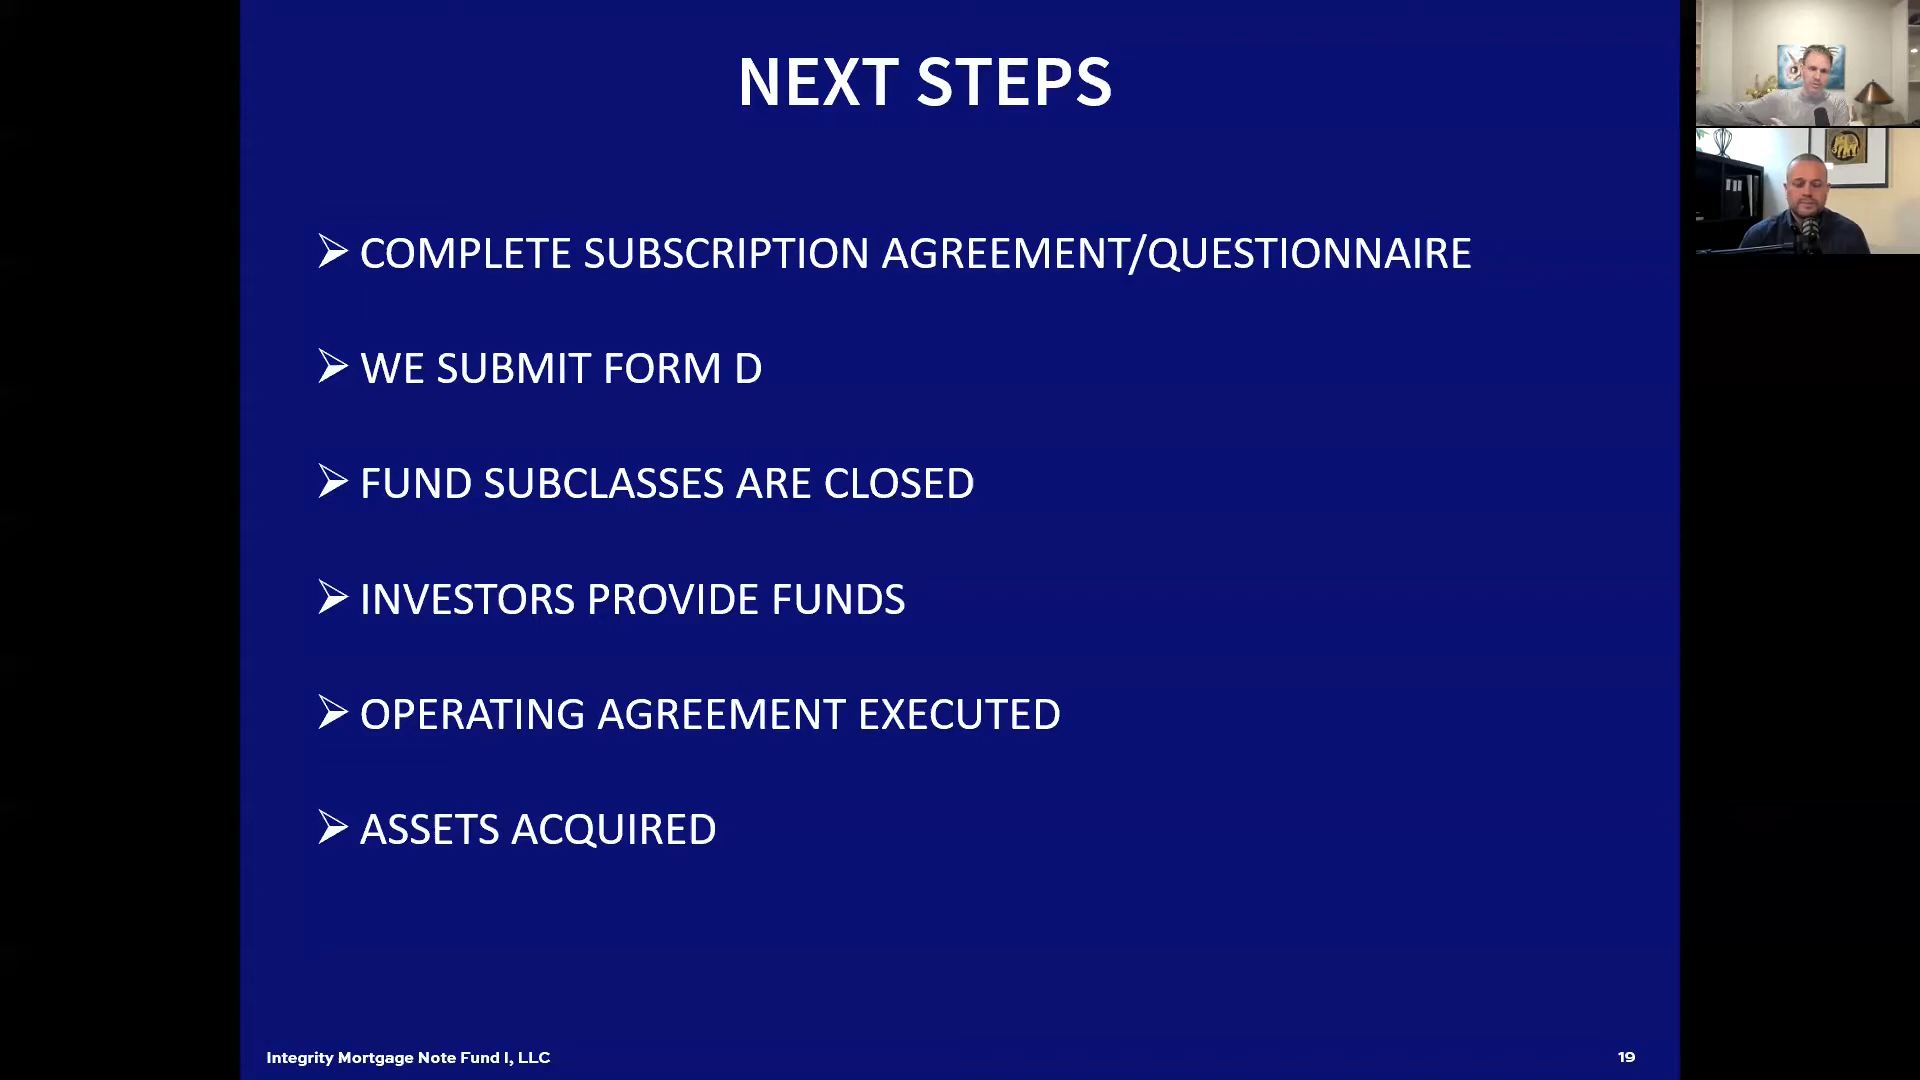 NEXT STEPS
COMPLETE SUBSCRIPTION AGREEMENT/QUESTIONNAIRE
WE SUBMIT FORM D
FUND SUBCLASSES ARE CLOSED
INVESTORS PROVIDE FUNDS
OPERATING AGREEMENT EXECUTED
ASSETS ACQUIRED
Integrity Mortgage Note Fund I, LLC
19